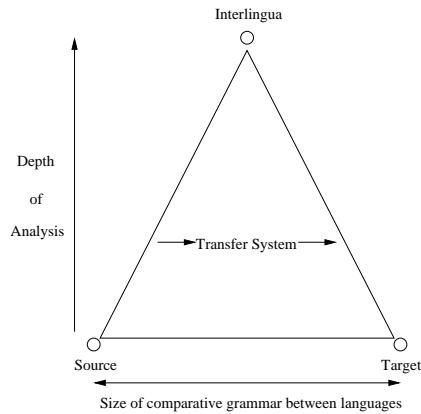 Interlingua
Depth
of
Analysis
Transfer System
Source
Target
Size of comparative grammar between languages